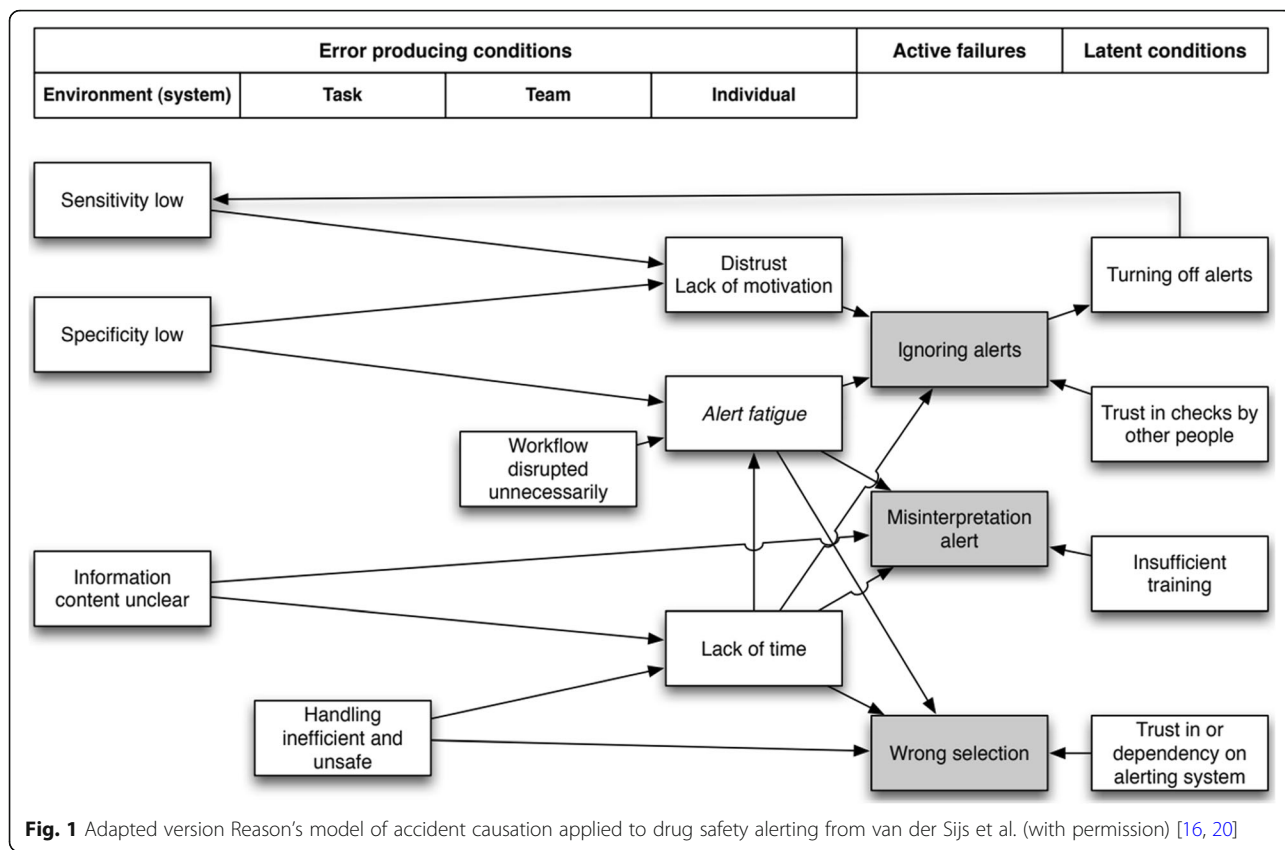 Error producing conditions
Active failures
Latent conditions
Environment (system)
Task
Team
Individual
Sensitivity low
Distrust
Lack of motivation
Turning off alerts
Specificity low
Ignoring alerts
Alert fatigue
Trust in checks by
other people
Workflow
disrupted
unnecessarily
Misinterpretation
alert
Information
content unclear
Insufficient
training
Lack of time
Handling
inefficient and
unsafe
Wrong selection
Trust in or
dependency on
alerting system
Fig. 1 Adapted version Reason's model of accident causation applied to drug safety alerting from van der Sijs et al. (with permission) [16, 20]